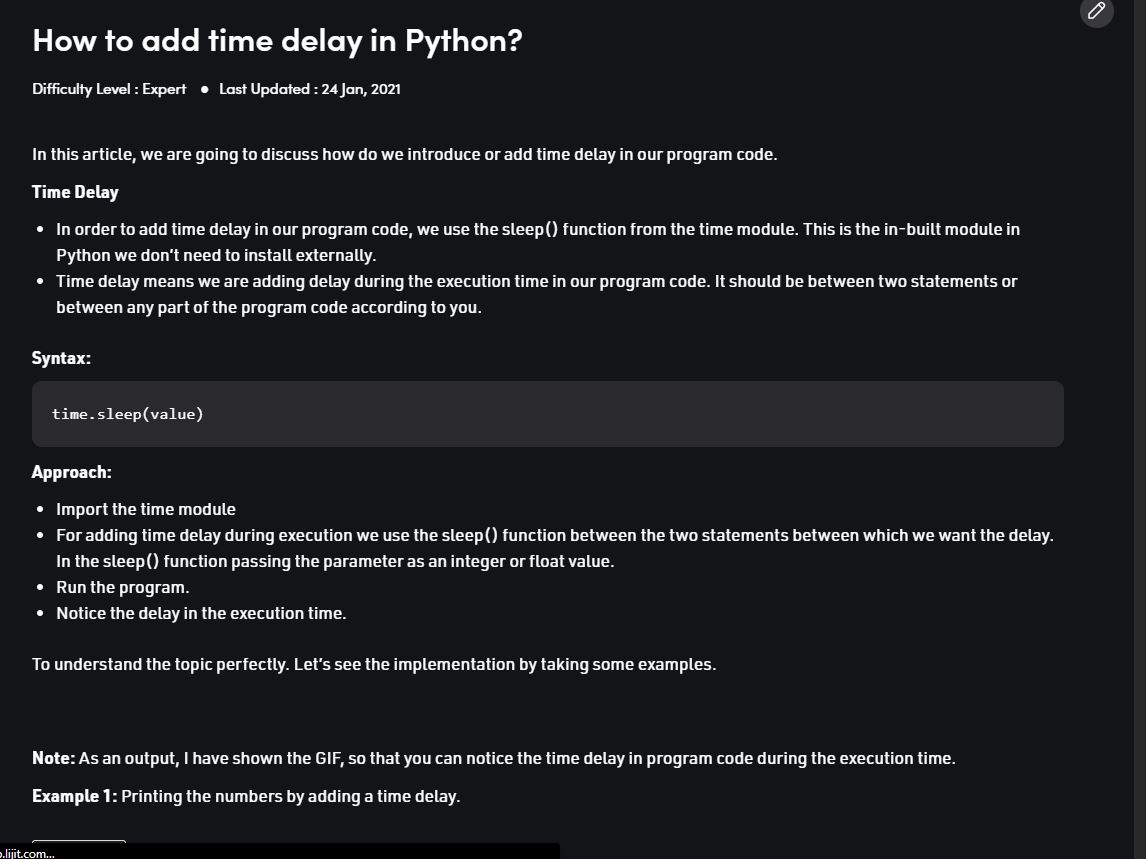 How to add time delay in Python?
Difficulty Level : Expert ● Last Updated : 24 Jan, 2021
In this article, we are going to discuss how do we introduce or add time delay in our program code.
Time Delay
• In order to add time delay in our program code, we use the sleep() function from the time module. This is the in-built module in
Python we don't need to install externally.
• Time delay means we are adding delay during the execution time in our program code. It should be between two statements or
between any part of the program code according to you.
Syntax:
time.sleep(value)
Approach:
• Import the time module
• For adding time delay during execution we use the sleep() function between the two statements between which we want the delay.
In the sleep() function passing the parameter as an integer or float value.
• Run the program.
• Notice the delay in the execution time.
To understand the topic perfectly. Let's see the implementation by taking some examples.
Note: As an output, I have shown the GIF, so that you can notice the time delay in program code during the execution time.
Example 1: Printing the numbers by adding a time delay.
.lijit.com...